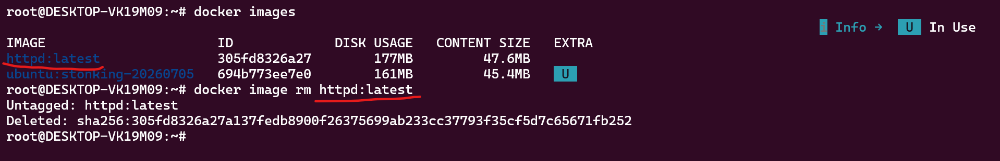 root@DESKTOP-VK19M09:~# docker images
i Info → U In Use
IMAGE ID DISK USAGE CONTENT SIZE EXTRA
httpd:latest 305fd8326a27 177MB 47.6MB
ubuntu:stonking-20260705 694b773ee7e0 161MB 45.4MB U
root@DESKTOP-VK19M09:~# docker image rm httpd:latest
Untagged: httpd:latest
Deleted: sha256:305fd8326a27a137fedb8900f26375699ab233cc37793f35cf5d7c65671fb252
root@DESKTOP-VK19M09:~#